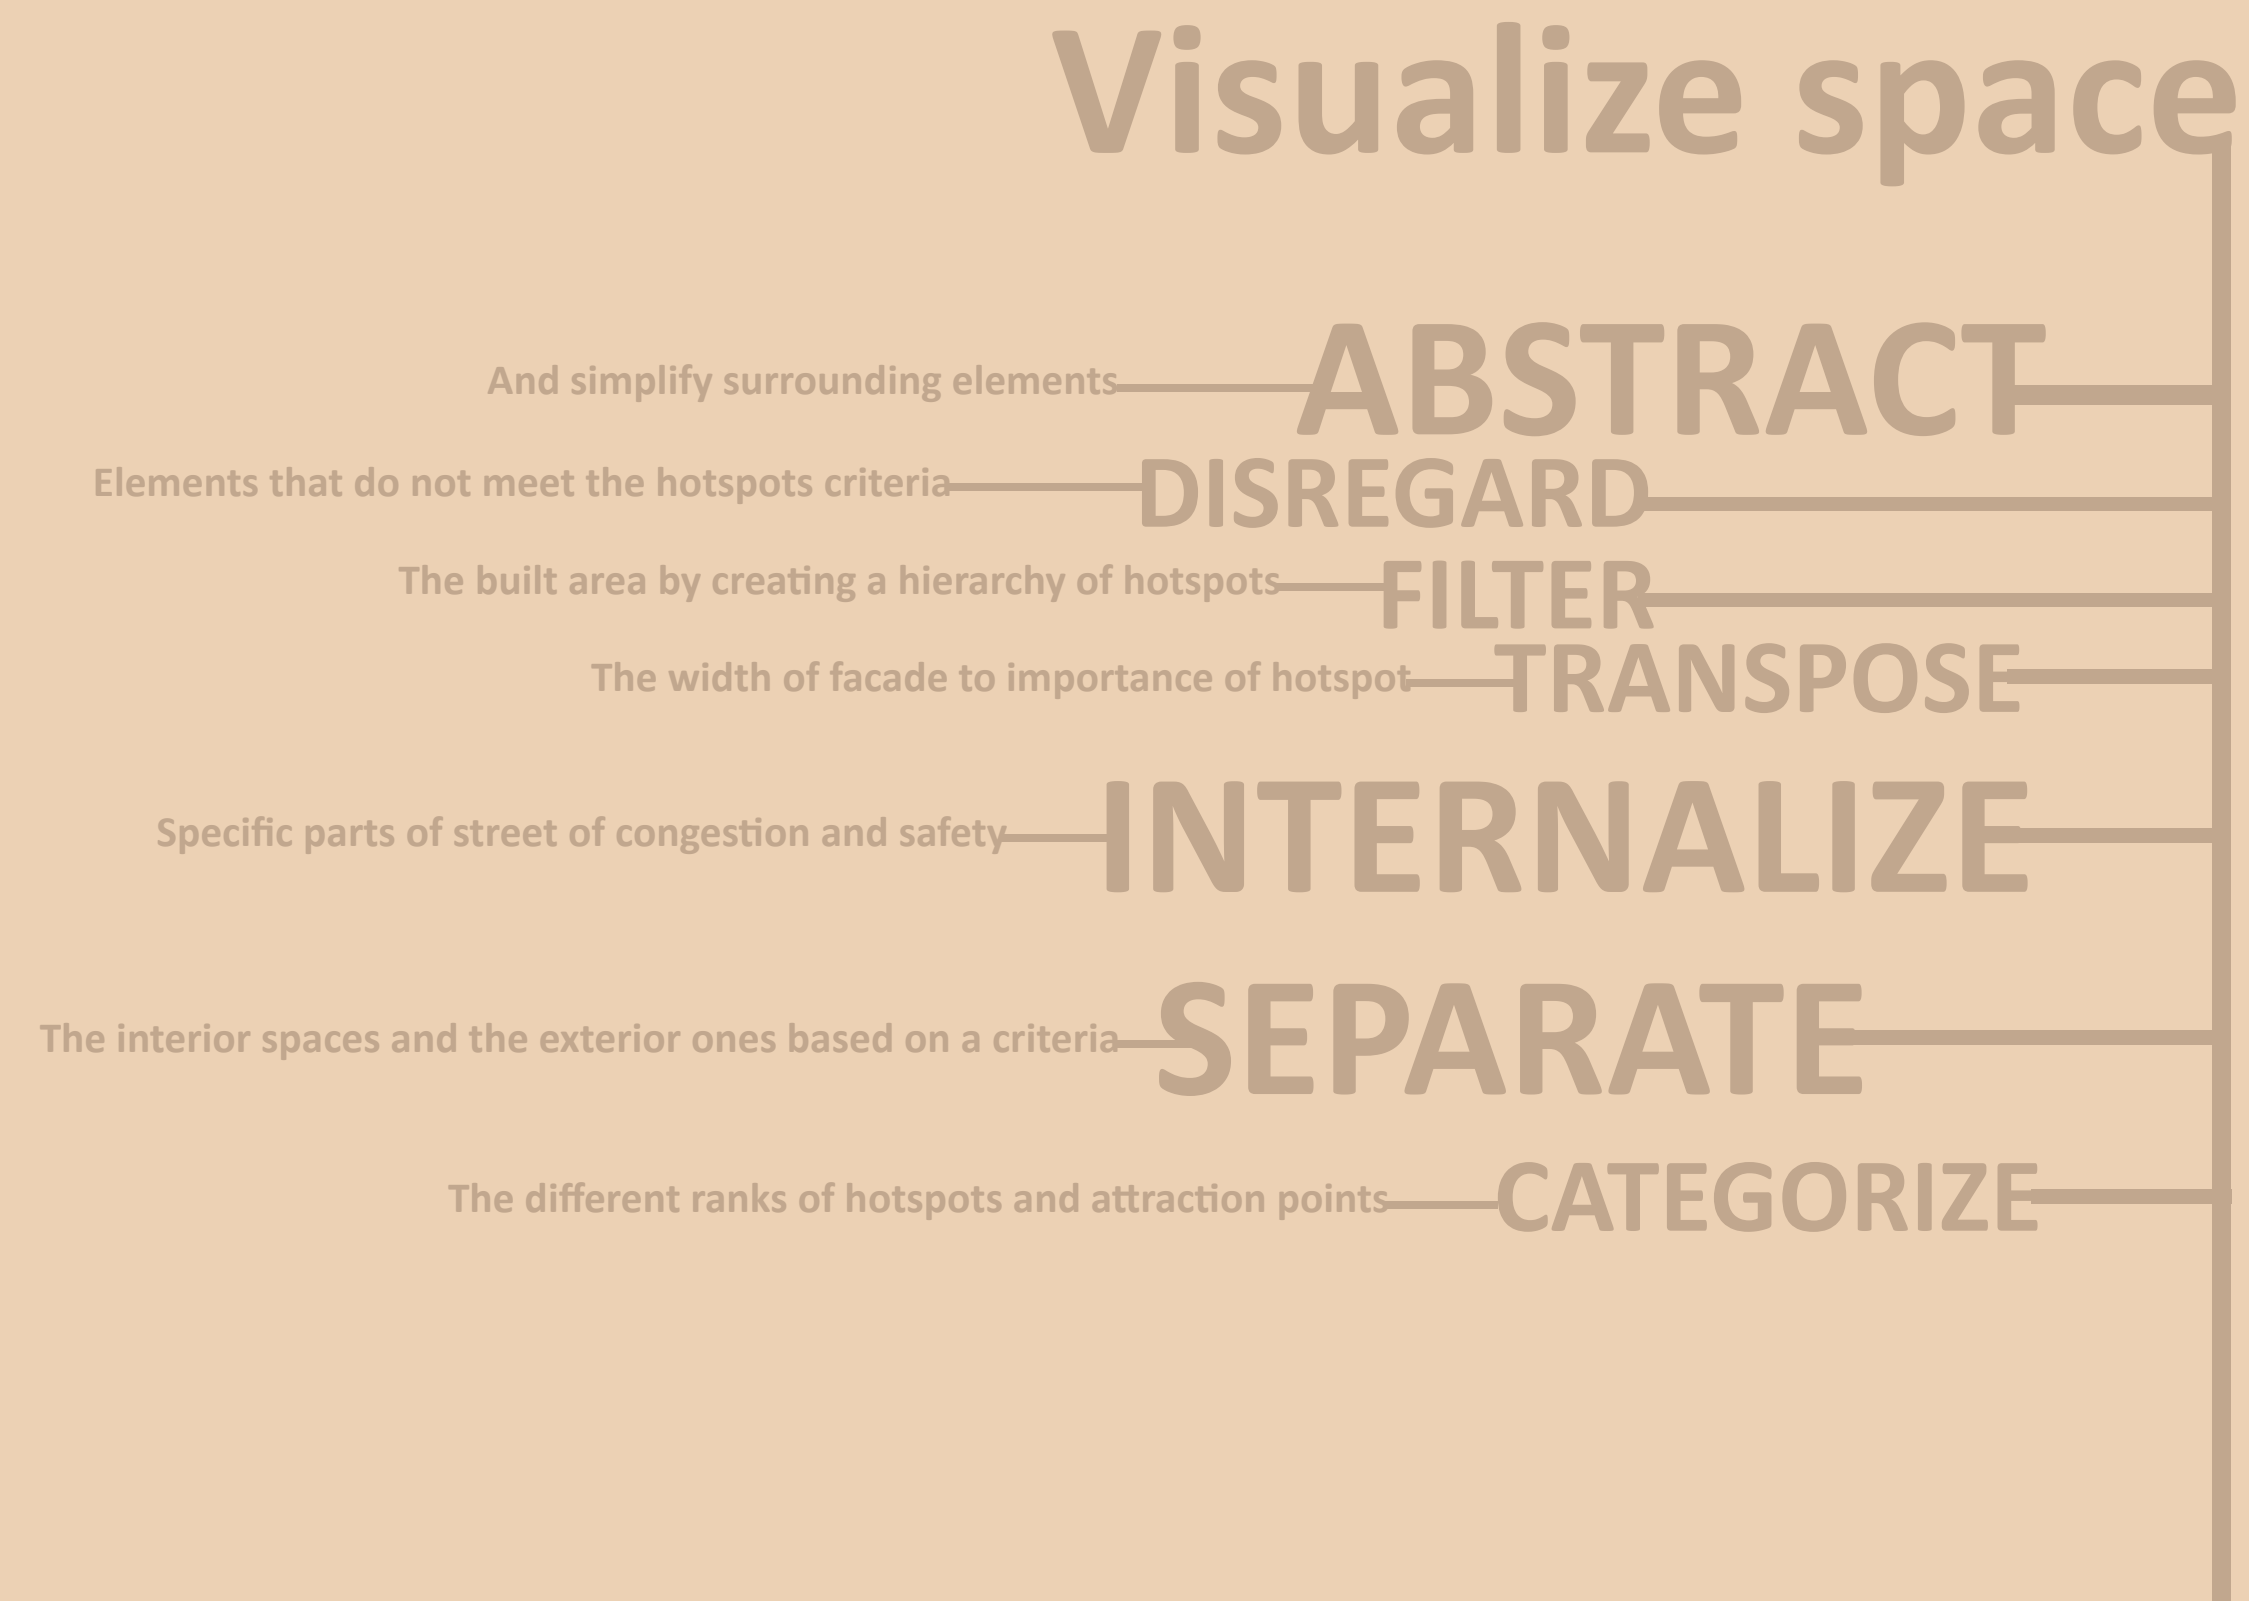 Visualize space
And simplify surrounding elements ABSTRACT
Elements that do not meet the hotspots criteria DISREGARD
The built area by creating a hierarchy of hotspots FILTER
The width of facade to importance of hotspot TRANSPOSE
Specific parts of street of congestion and safety INTERNALIZE
The interior spaces and the exterior ones based on a criteria SEPARATE
The different ranks of hotspots and attraction points CATEGORIZE